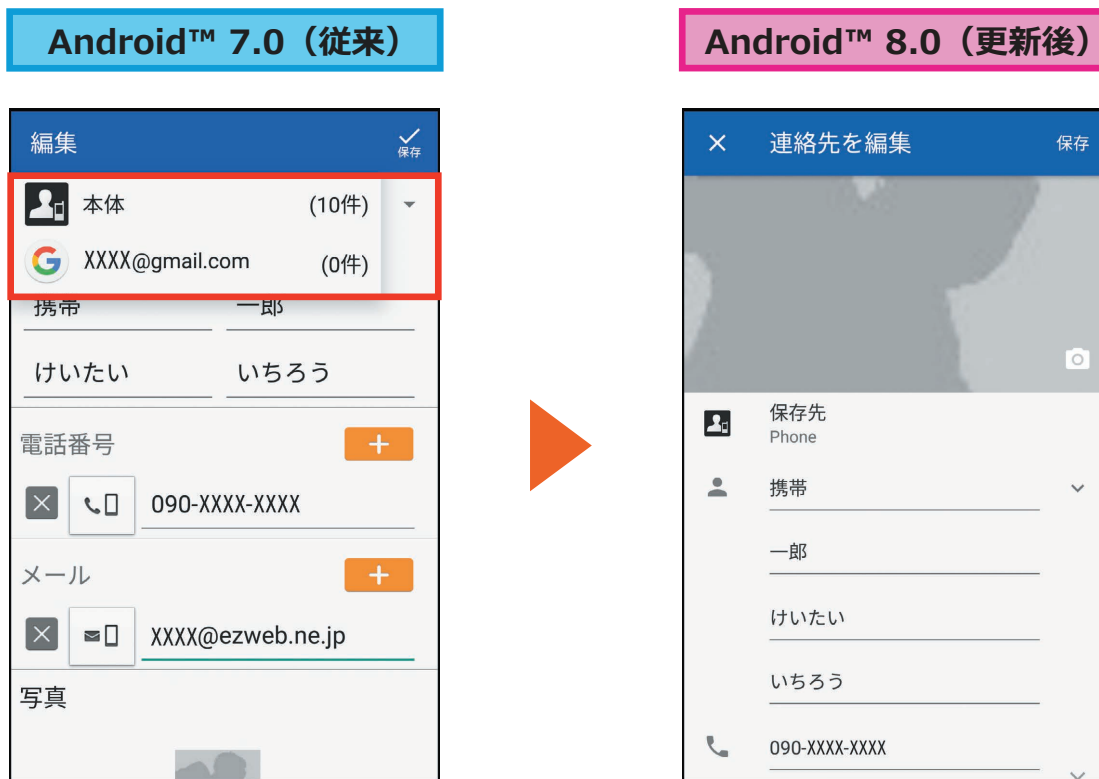 Android™ 7.0（従来）
編集
保存
本体 (10件)
XXXX@gmail.com (0件)
携帯 一郎
けいたい いちろう
電話番号
090-XXXX-XXXX
メール
XXXX@ezweb.ne.jp
写真
Android™ 8.0（更新後）
連絡先を編集 保存
保存先
Phone
携帯
一郎
けいたい
いちろう
090-XXXX-XXXX